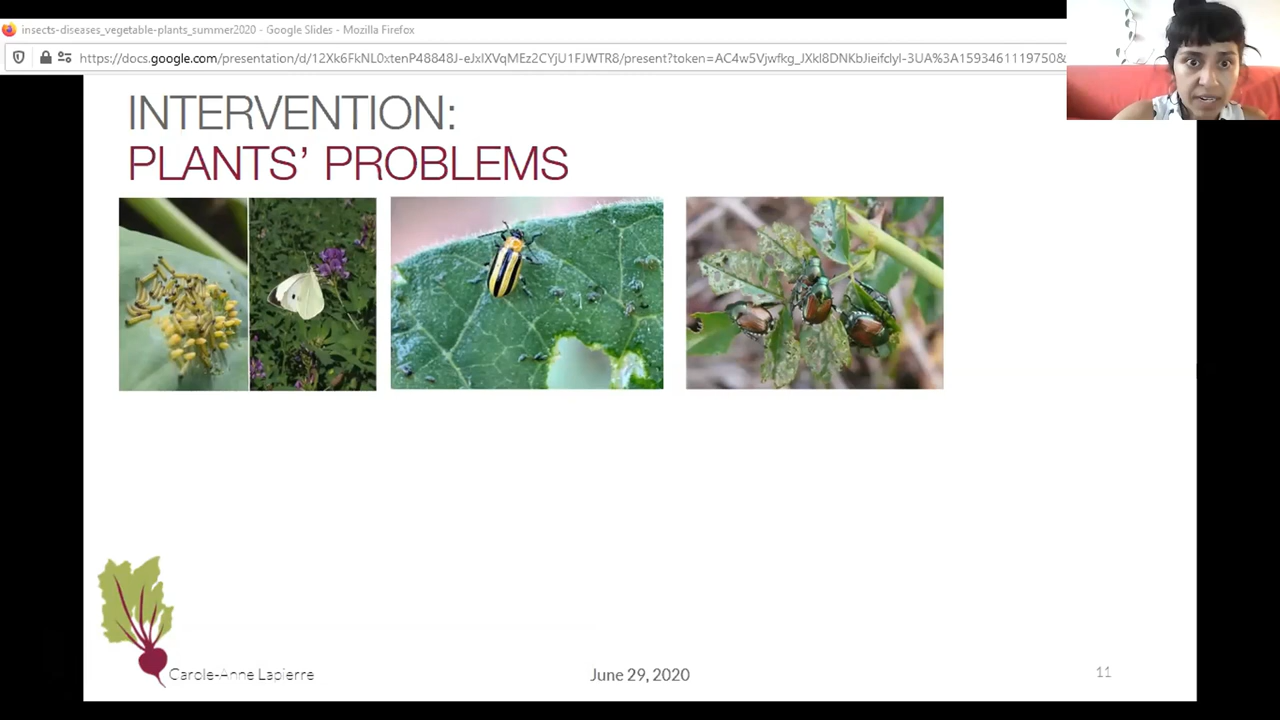 insects-diseases_vegetable-plants_summer2020 - Google Slides - Mozilla Firefox
https://docs.google.com/presentation/d/12Xk6FkNL0xtenP48848J-eJxIXVqMEz2CYjU1FJWTR8/present?token=AC4w5Vjwfkg_JXkl8DNKbJieifclyI-3UA%3A1593461119750&
INTERVENTION:
PLANTS’ PROBLEMS
Carole-Anne Lapierre
June 29, 2020
11